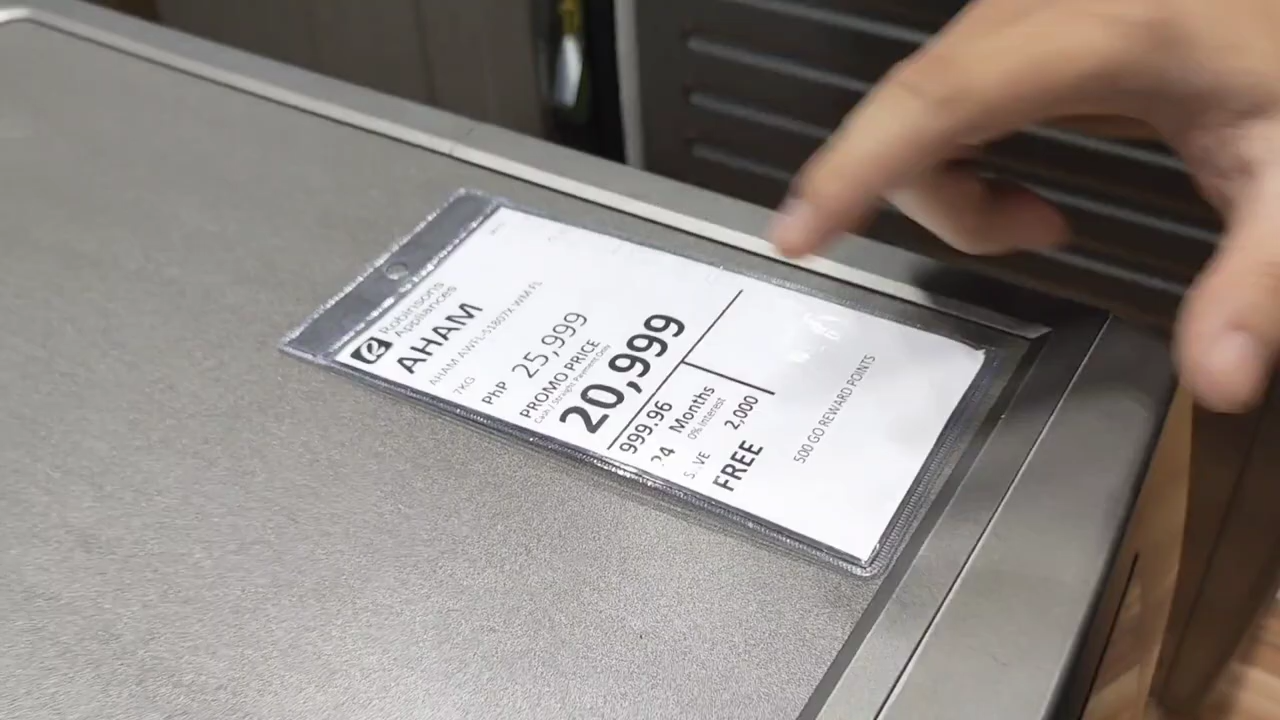 Robinsons
Appliances
AHAM
7KG
PHP 25,999
PROMO PRICE
Cash / Straight Payment Only
20,999
999.96
24 Months
0% Interest
2,000
FREE
500 GO REWARD POINTS